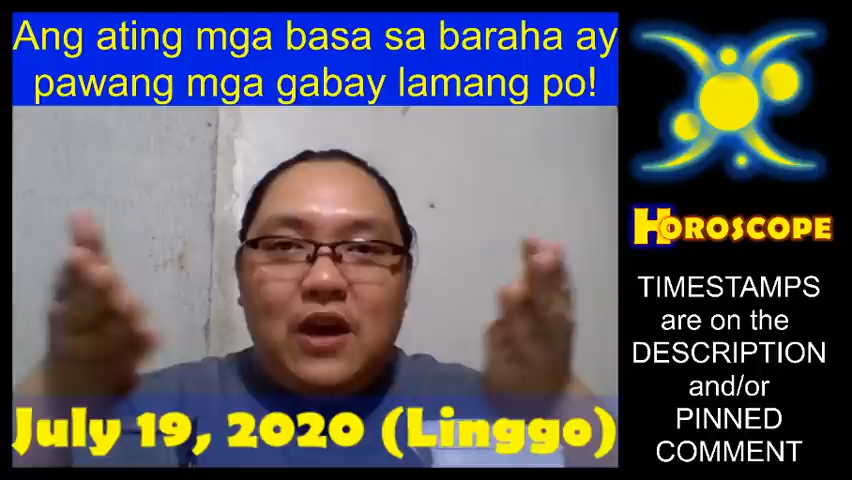 Ang ating mga basa sa baraha ay
pawang mga gabay lamang po!
HOROSCOPE
TIMESTAMPS
are on the
DESCRIPTION
and/or
PINNED
COMMENT
July 19, 2020 (Linggo)